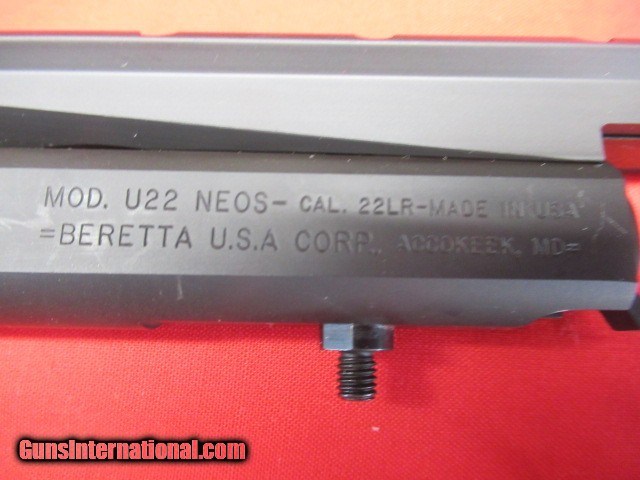 MOD. U22 NEOS- CAL. 22LR-MADE IN USA
=BERETTA U.S.A CORP., ACCOKEEK, MD=
GunsInternational.com